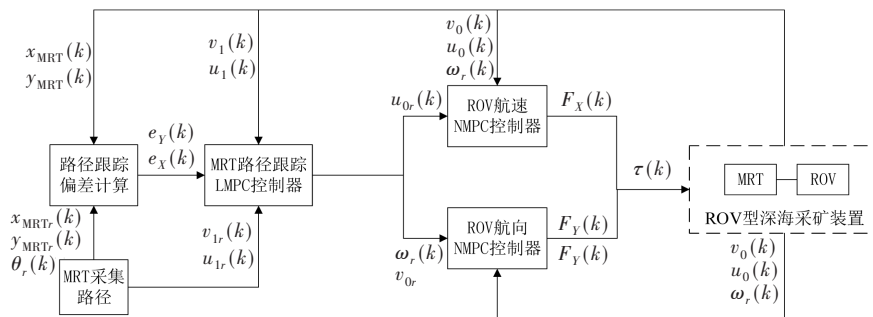 x_MRT(k)
y_MRT(k)
v_1(k)
u_1(k)
v_0(k)
u_0(k)
ω_r(k)
u_0r(k)
ROV航速
NMPC控制器
F_X(k)
e_Y(k)
e_X(k)
路径跟踪
偏差计算
MRT路径跟踪
LMPC控制器
τ(k)
MRT
ROV
ROV型深海采矿装置
x_MRTr(k)
y_MRTr(k)
θ_r(k)
MRT采集
路径
v_1r(k)
u_1r(k)
ω_r(k)
v_0r
ROV航向
NMPC控制器
F_Y(k)
F_Y(k)
v_0(k)
u_0(k)
ω_r(k)